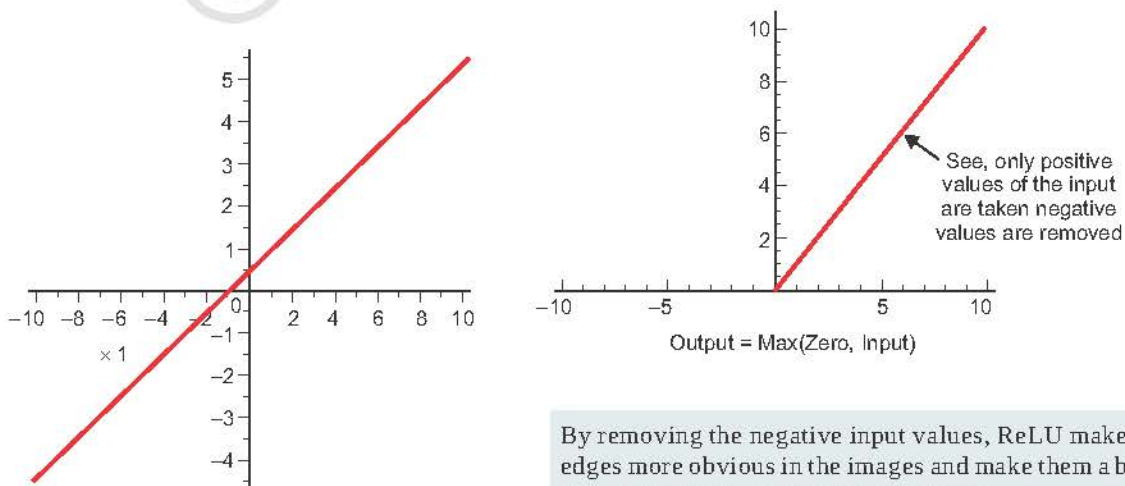 5
4
3
2
1
−10 −8 −6 −4 −2 0 2 4 6 8 10
× 1
−1
−2
−3
−4
10
8
6
4
2
−10 −5 5 10
See, only positive
values of the input
are taken negative
values are removed
Output = Max(Zero, Input)
By removing the negative input values, ReLU make
edges more obvious in the images and make them a b